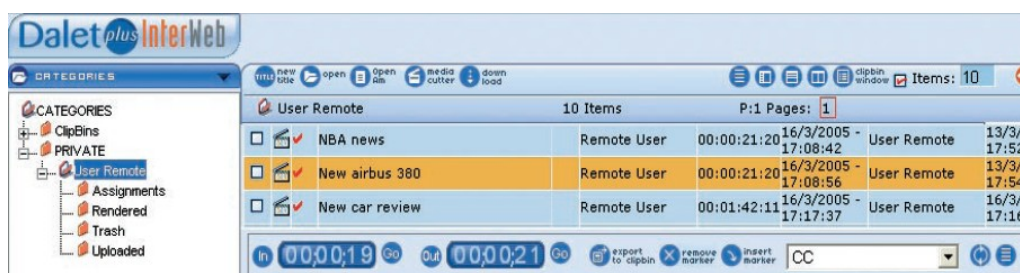 Dalet plus InterWeb
CATEGORIES
CATEGORIES
ClipBins
PRIVATE
User Remote
Assignments
Rendered
Trash
Uploaded
TITLE new title open Open Am media cutter down load clipbin window Items: 10
User Remote 10 Items P:1 Pages: 1
NBA news Remote User 00:00:21:20 16/3/2005 - 17:08:42 User Remote 13/3/ 17:52
New airbus 380 Remote User 00:00:21:20 16/3/2005 - 17:08:56 User Remote 13/3/ 17:54
New car review Remote User 00:01:42:11 16/3/2005 - 17:17:37 User Remote 16/3/ 17:16
In 00;00;19 Go Out 00;00;21 Go export to clipbin remove marker insert marker CC